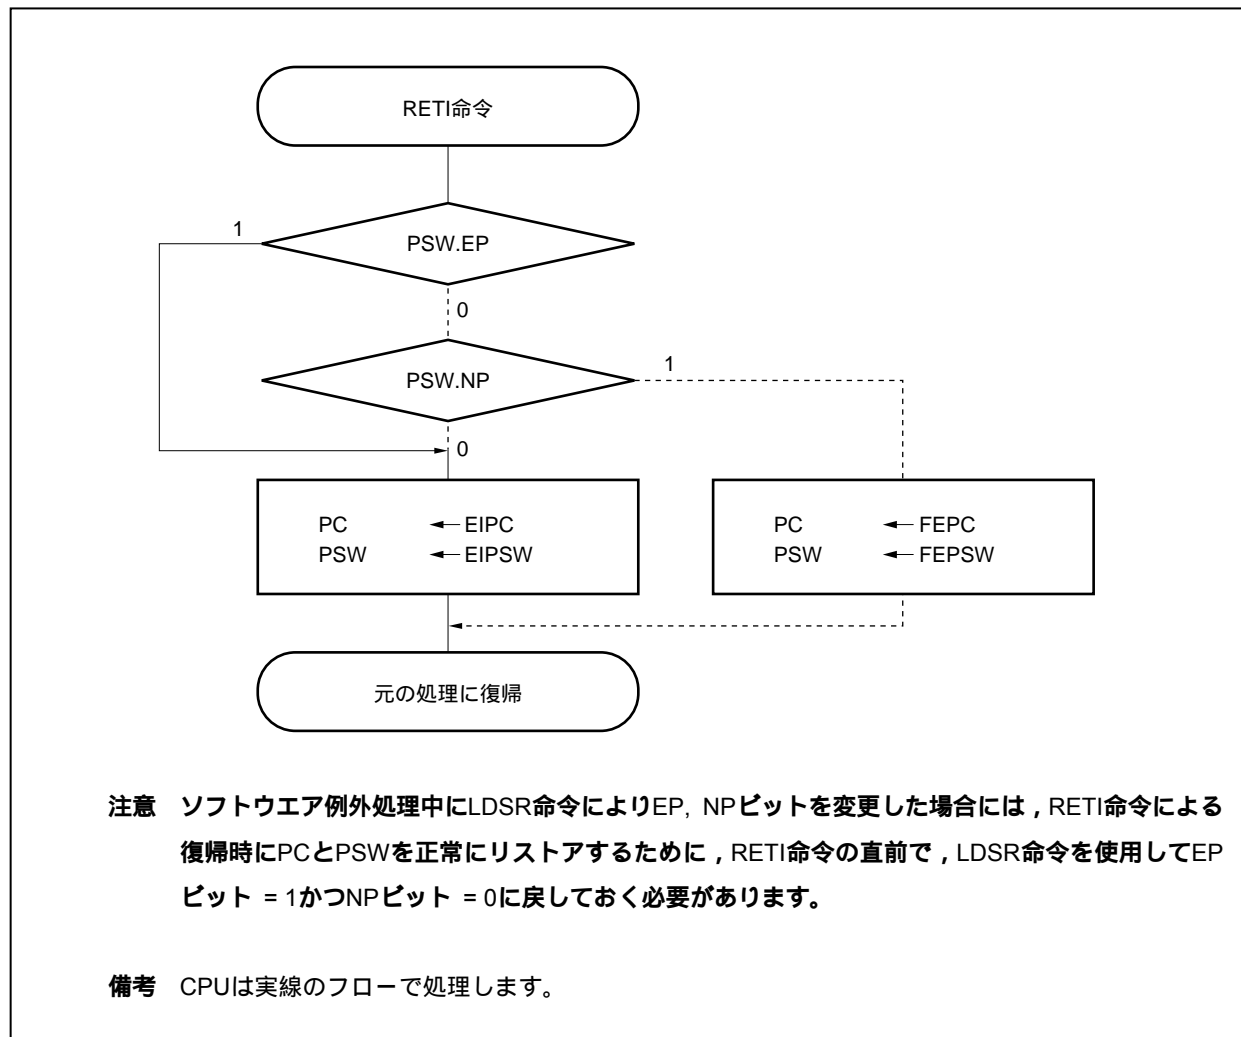 RETI命令
1
PSW.EP
0
1
PSW.NP
0
PC ← EIPC
PSW ← EIPSW
PC ← FEPC
PSW ← FEPSW
元の処理に復帰
注意 ソフトウエア例外処理中にLDSR命令によりEP, NPビットを変更した場合には，RETI命令による
復帰時にPCとPSWを正常にリストアするために，RETI命令の直前で，LDSR命令を使用してEP
ビット = 1かつNPビット = 0に戻しておく必要があります。
備考 CPUは実線のフローで処理します。